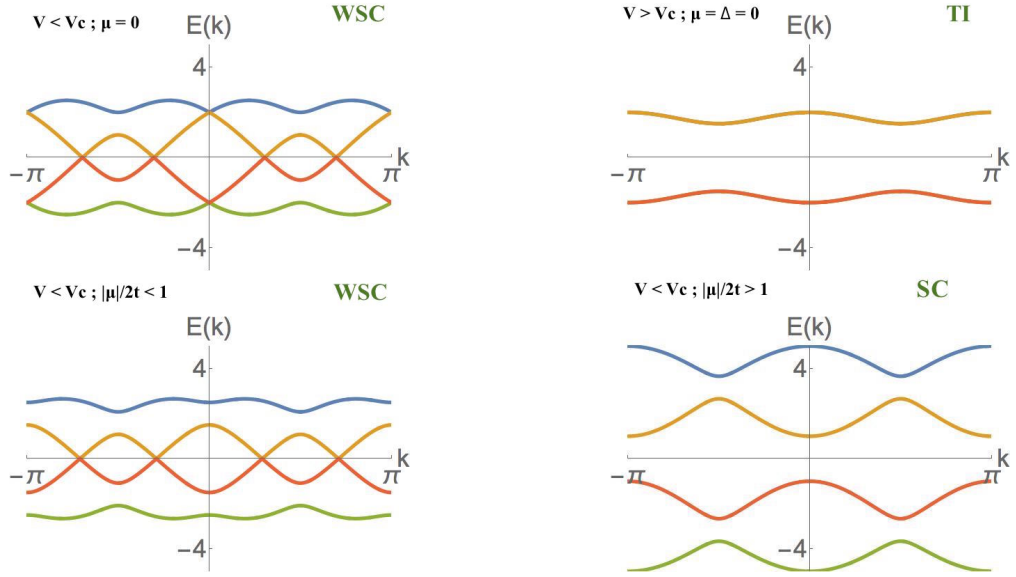 V < Vc ; μ = 0
WSC
E(k)
4
−π
k
π
−4
V > Vc ; μ = Δ = 0
TI
E(k)
4
−π
k
π
−4
V < Vc ; |μ|/2t < 1
WSC
E(k)
4
−π
k
π
−4
V < Vc ; |μ|/2t > 1
SC
E(k)
4
−π
k
π
−4